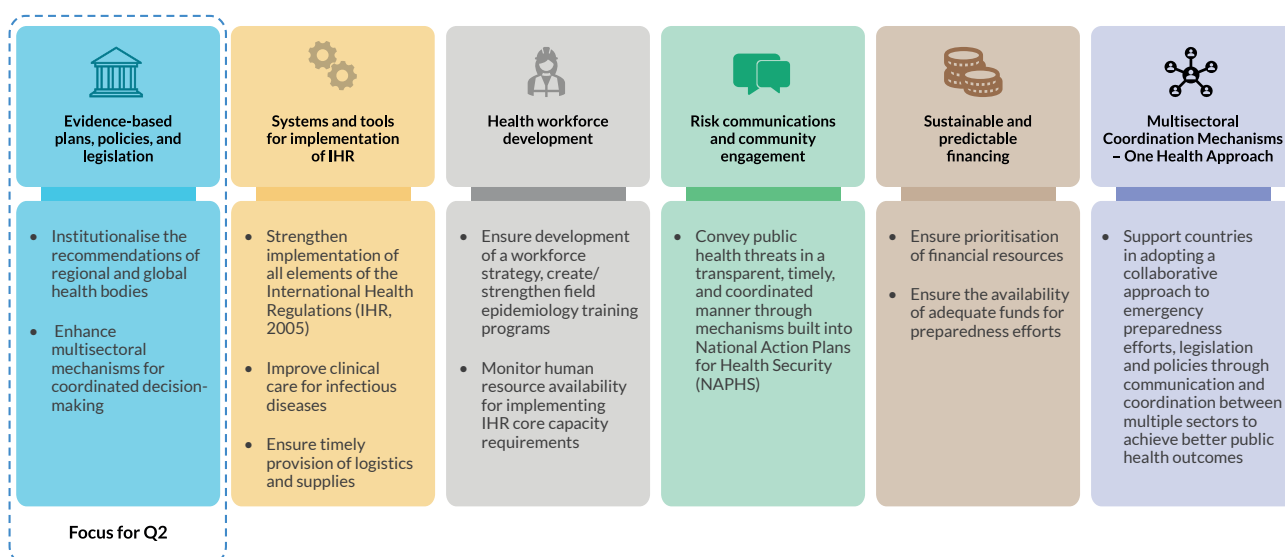 Evidence-based
plans, policies, and
legislation
Institutionalise the
recommendations of
regional and global
health bodies
Enhance
multisectoral
mechanisms for
coordinated decision-
making
Focus for Q2
Systems and tools
for implementation
of IHR
Strengthen
implementation of
all elements of the
International Health
Regulations (IHR,
2005)
Improve clinical
care for infectious
diseases
Ensure timely
provision of logistics
and supplies
Health workforce
development
Ensure development
of a workforce
strategy, create/
strengthen field
epidemiology training
programs
Monitor human
resource availability
for implementing
IHR core capacity
requirements
Risk communications
and community
engagement
Convey public
health threats in a
transparent, timely,
and coordinated
manner through
mechanisms built into
National Action Plans
for Health Security
(NAPHS)
Sustainable and
predictable
financing
Ensure prioritisation
of financial resources
Ensure the availability
of adequate funds for
preparedness efforts
Multisectoral
Coordination Mechanisms
– One Health Approach
Support countries
in adopting a
collaborative
approach to
emergency
preparedness
efforts, legislation
and policies through
communication and
coordination between
multiple sectors to
achieve better public
health outcomes